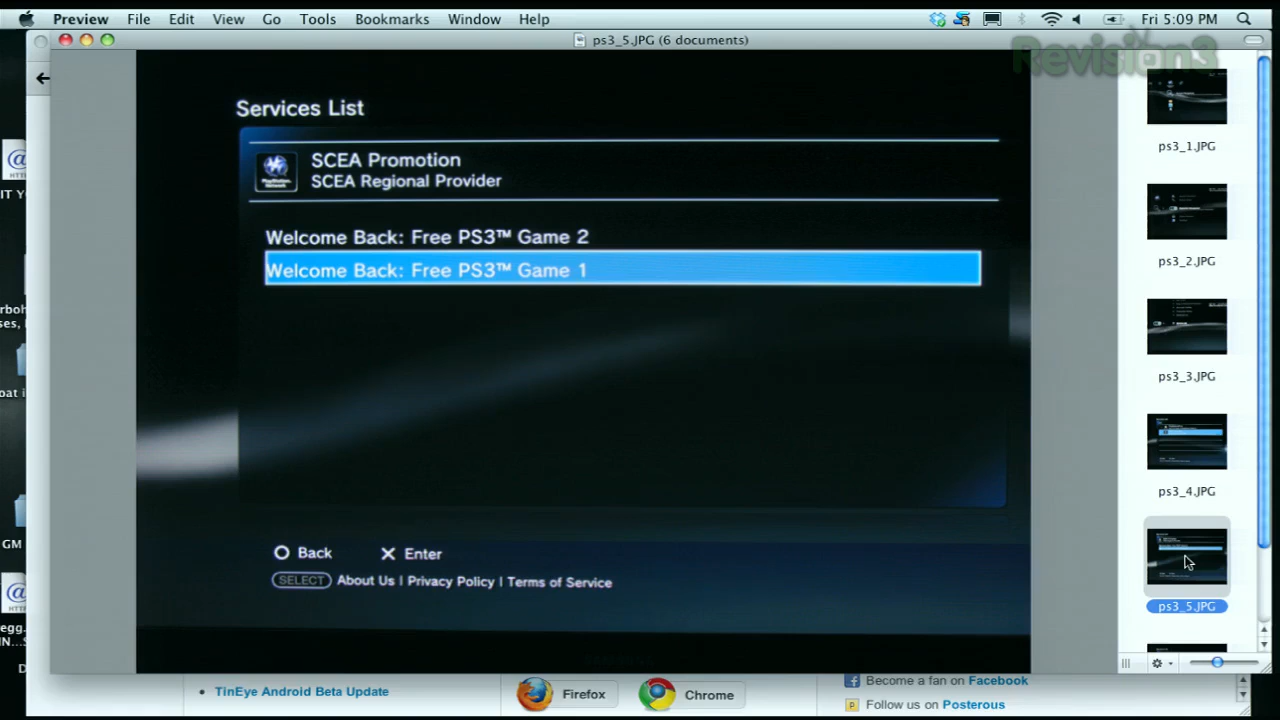 Preview File Edit View Go Tools Bookmarks Window Help Fri 5:09 PM
ps3_5.JPG (6 documents)
Revision3
Services List
SCEA Promotion
SCEA Regional Provider
Welcome Back: Free PS3™ Game 2
Welcome Back: Free PS3™ Game 1
Back Enter
SELECT About Us | Privacy Policy | Terms of Service
ps3_1.JPG
ps3_2.JPG
ps3_3.JPG
ps3_4.JPG
ps3_5.JPG
IT Y
GM
TinEye Android Beta Update
Firefox
Chrome
Become a fan on Facebook
Follow us on Posterous